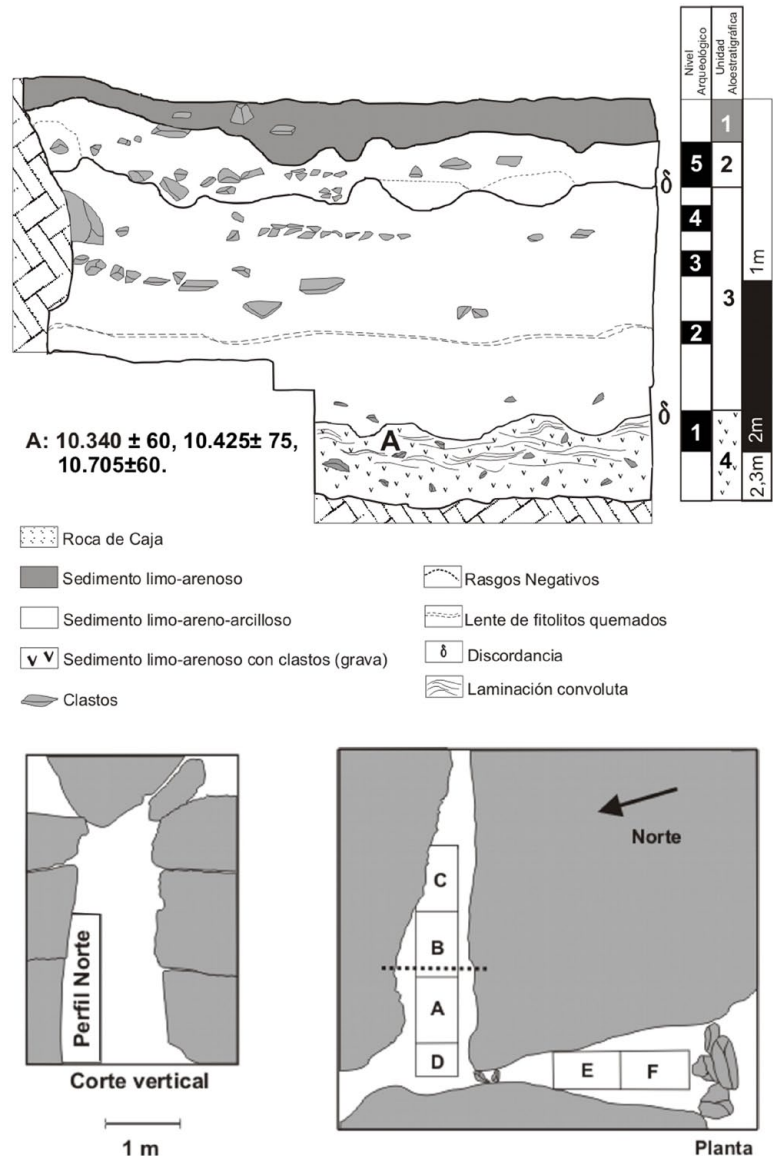 Nivel
Arqueológico
Unidad
Aloestratigráfica
1
5
2
δ
4
3
1m
3
2
δ
1
2m
4
2,3m
A
A: 10.340 ± 60, 10.425± 75,
10.705±60.
Roca de Caja
Sedimento limo-arenoso
Sedimento limo-areno-arcilloso
v v Sedimento limo-arenoso con clastos (grava)
Clastos
Rasgos Negativos
Lente de fitolitos quemados
δ Discordancia
Laminación convoluta
Perfil Norte
Corte vertical
1 m
Norte
C
B
A
D
E F
Planta